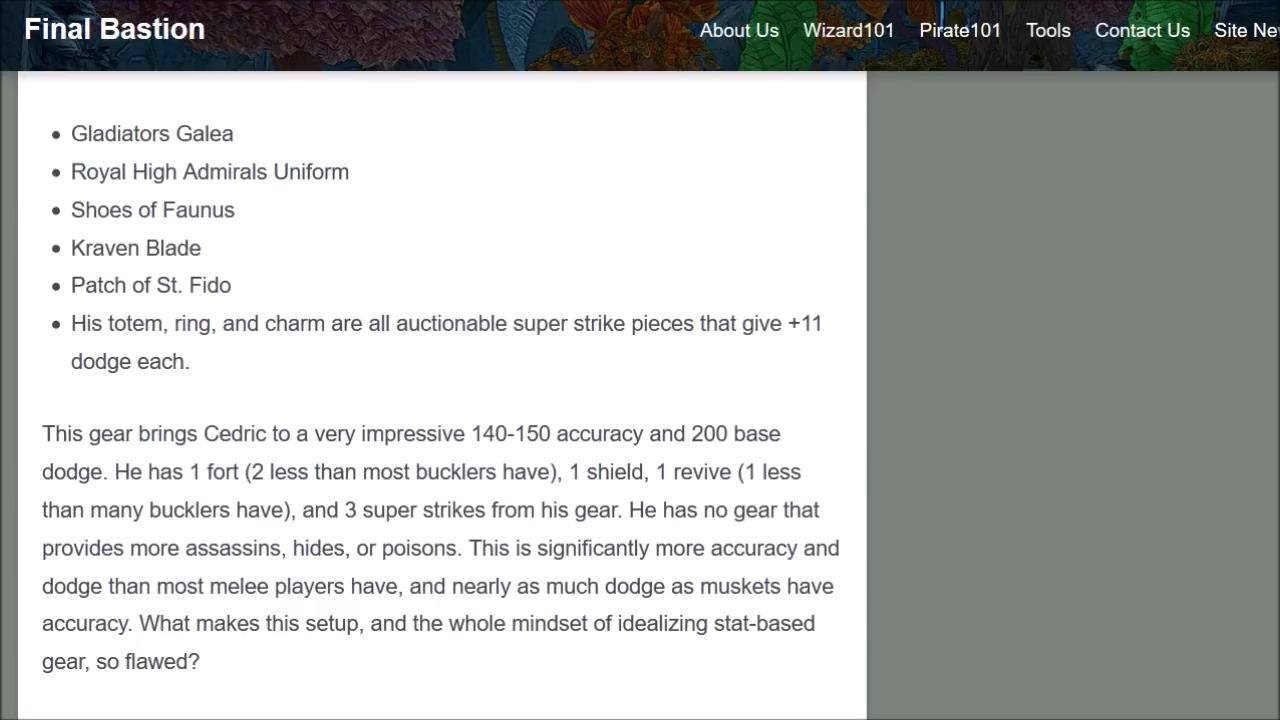 Final Bastion
About Us Wizard101 Pirate101 Tools Contact Us Site Ne
Gladiators Galea
Royal High Admirals Uniform
Shoes of Faunus
Kraven Blade
Patch of St. Fido
His totem, ring, and charm are all auctionable super strike pieces that give +11
dodge each.
This gear brings Cedric to a very impressive 140-150 accuracy and 200 base
dodge. He has 1 fort (2 less than most bucklers have), 1 shield, 1 revive (1 less
than many bucklers have), and 3 super strikes from his gear. He has no gear that
provides more assassins, hides, or poisons. This is significantly more accuracy and
dodge than most melee players have, and nearly as much dodge as muskets have
accuracy. What makes this setup, and the whole mindset of idealizing stat-based
gear, so flawed?